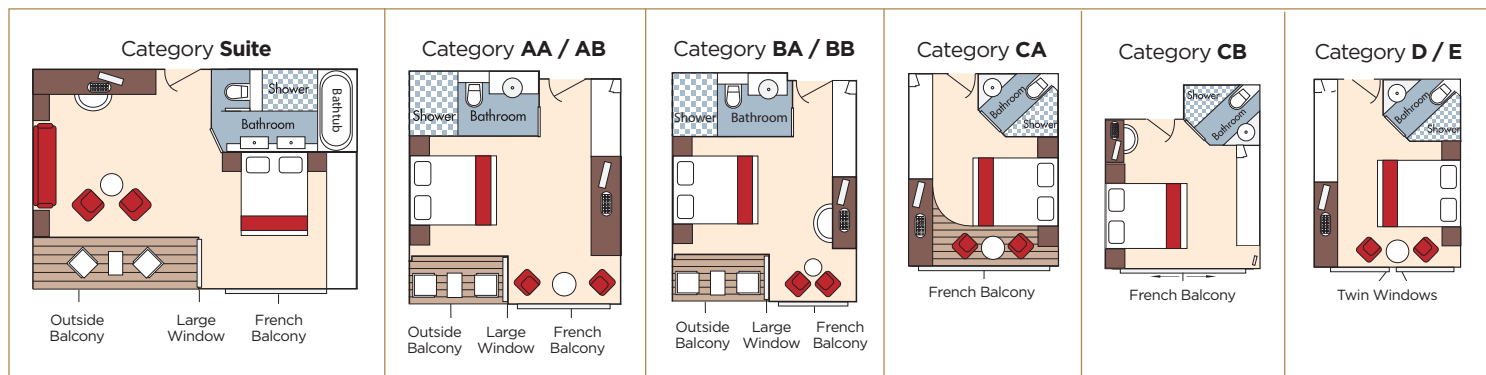 Category Suite
Shower
Bathtub
Bathroom
Outside
Balcony
Large
Window
French
Balcony
Category AA / AB
Shower
Bathroom
Outside
Balcony
Large
Window
French
Balcony
Category BA / BB
Shower
Bathroom
Outside
Balcony
Large
Window
French
Balcony
Category CA
Bathroom
Shower
French Balcony
Category CB
Shower
Bathroom
French Balcony
Category D / E
Bathroom
Shower
Twin Windows